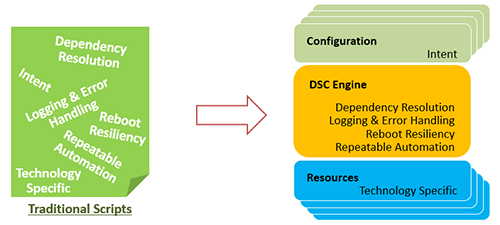 Dependency
Resolution
Intent
Logging & Error
Handling
Reboot
Resiliency
Repeatable
Automation
Technology
Specific
Traditional Scripts
Configuration
Intent
DSC Engine
Dependency Resolution
Logging & Error Handling
Reboot Resiliency
Repeatable Automation
Resources
Technology Specific